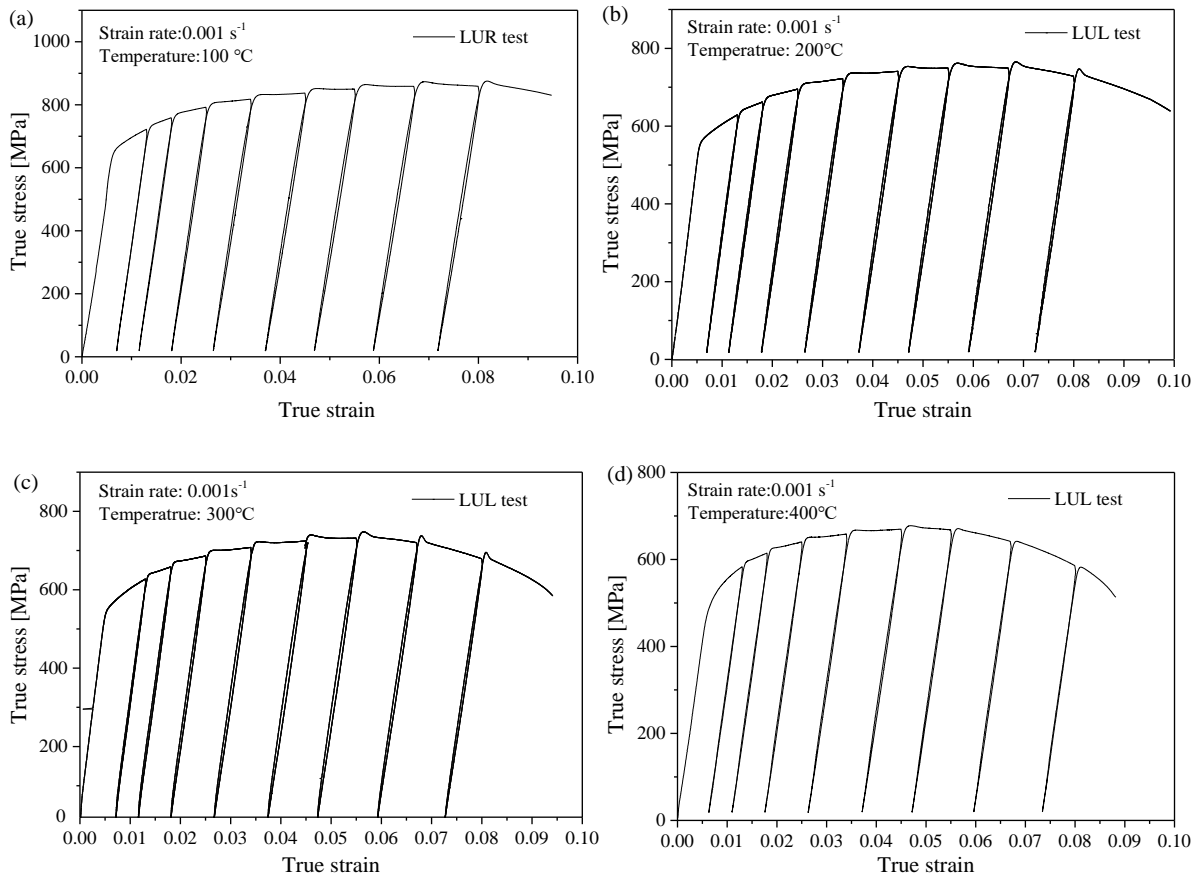 (a)
Strain rate:0.001 s-1
Temperature:100 °C
LUR test
True stress [MPa]
1000
800
600
400
200
0
0.00 0.02 0.04 0.06 0.08 0.10
True strain
(b)
Strain rate: 0.001 s-1
Temperatrue: 200°C
LUL test
True stress [MPa]
800
600
400
200
0
0.00 0.01 0.02 0.03 0.04 0.05 0.06 0.07 0.08 0.09 0.10
True strain
(c)
Strain rate: 0.001s-1
Temperatrue: 300°C
LUL test
True stress [MPa]
800
600
400
200
0
0.00 0.01 0.02 0.03 0.04 0.05 0.06 0.07 0.08 0.09 0.10
True strain
(d)
Strain rate:0.001 s-1
Temperature:400°C
LUL test
True stress [MPa]
800
600
400
200
0
0.00 0.01 0.02 0.03 0.04 0.05 0.06 0.07 0.08 0.09 0.10
True strain